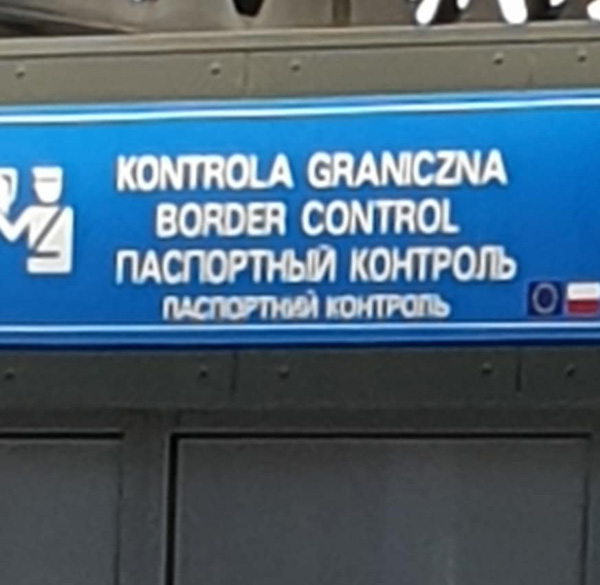 KONTROLA GRANICZNA
BORDER CONTROL
ПАСПОРТНЫЙ КОНТРОЛЬ
ПАСПОРТНИЙ КОНТРОЛЬ